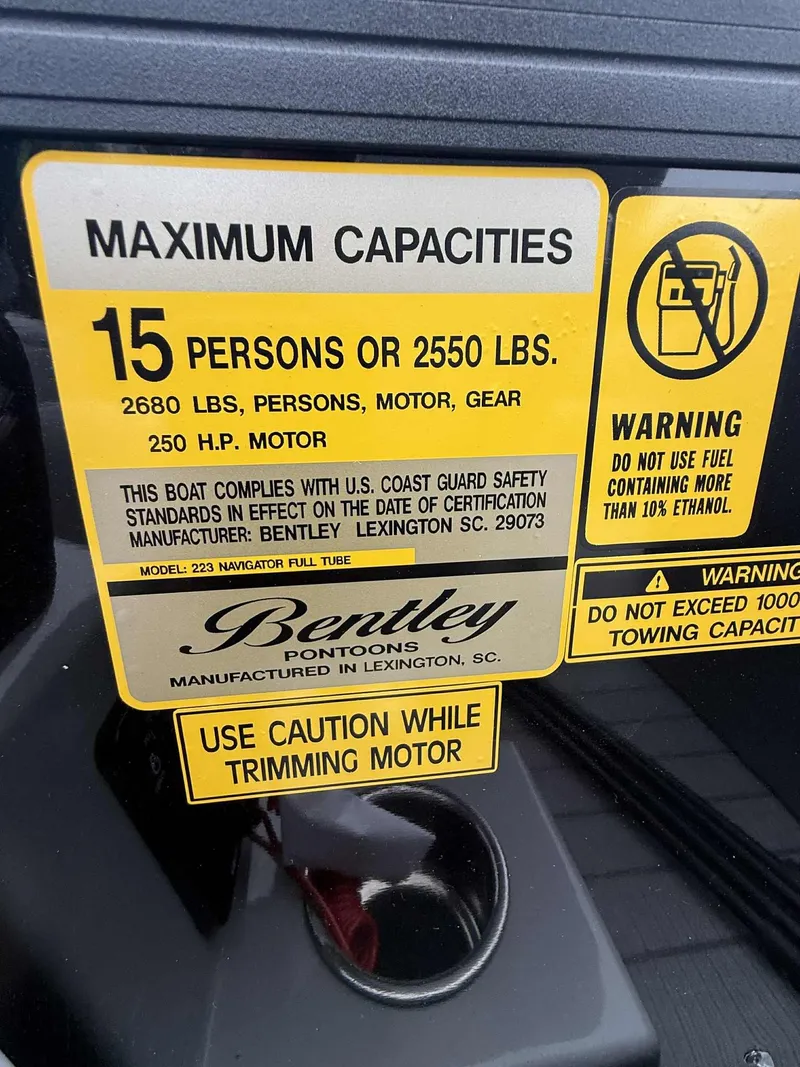 MAXIMUM CAPACITIES
15 PERSONS OR 2550 LBS.
2680 LBS, PERSONS, MOTOR, GEAR
250 H.P. MOTOR
THIS BOAT COMPLIES WITH U.S. COAST GUARD SAFETY
STANDARDS IN EFFECT ON THE DATE OF CERTIFICATION
MANUFACTURER: BENTLEY LEXINGTON SC. 29073
MODEL: 223 NAVIGATOR FULL TUBE
Bentley
PONTOONS
MANUFACTURED IN LEXINGTON, SC.
USE CAUTION WHILE
TRIMMING MOTOR
WARNING
DO NOT USE FUEL
CONTAINING MORE
THAN 10% ETHANOL.
WARNING
DO NOT EXCEED 1000
TOWING CAPACIT